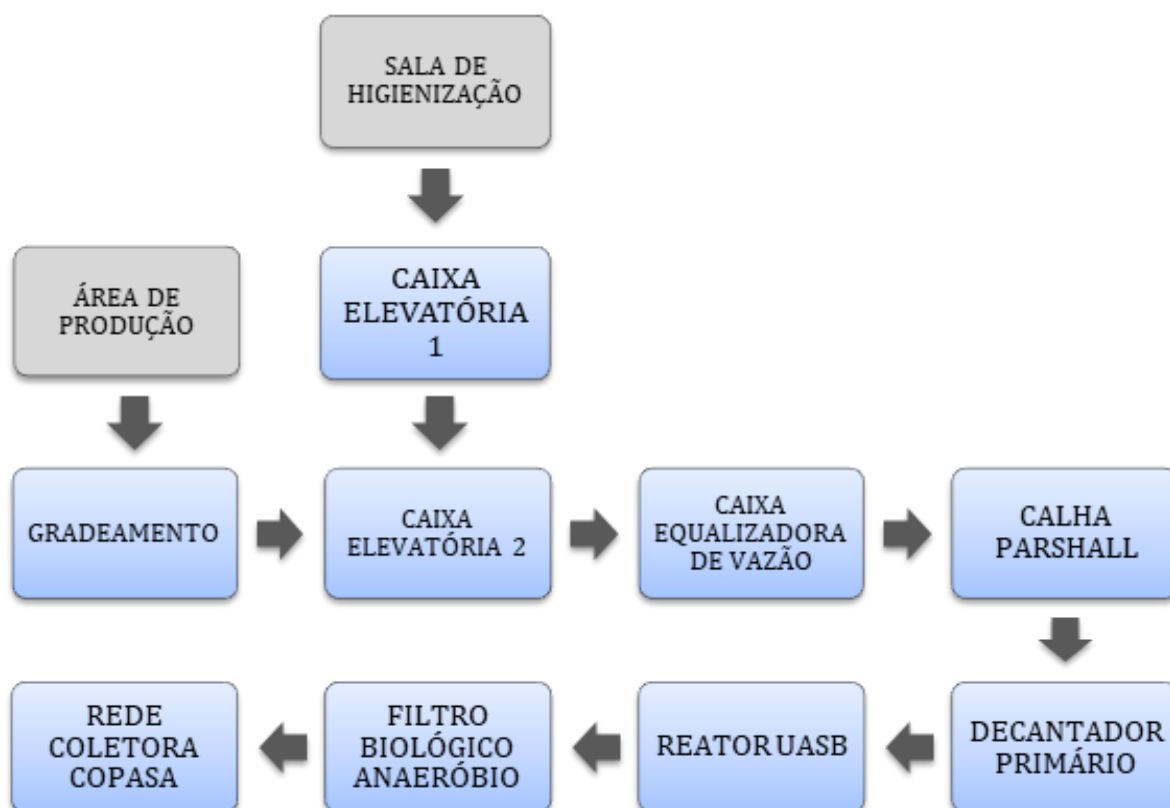 SALA DE
HIGIENIZAÇÃO
ÁREA DE
PRODUÇÃO
CAIXA
ELEVATÓRIA
1
GRADEAMENTO
CAIXA
ELEVATÓRIA 2
CAIXA
EQUALIZADORA
DE VAZÃO
CALHA
PARSHALL
REDE
COLETORA
COPASA
FILTRO
BIOLÓGICO
ANAERÓBIO
REATOR UASB
DECANTADOR
PRIMÁRIO